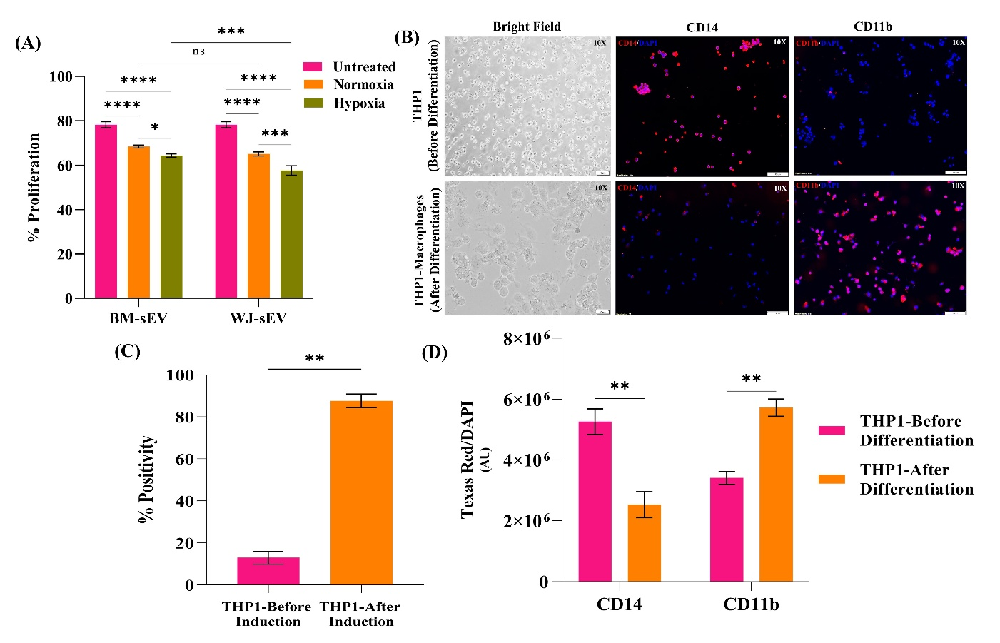 (A)
***
ns
****
****
****
****
*
***
Untreated
Normoxia
Hypoxia
% Proliferation
100
80
60
40
20
0
BM-sEV
WJ-sEV
(B)
Bright Field
CD14
CD11b
THP1
(Before Differentiation)
10X
CD14/DAPI
10X
CD11b/DAPI
10X
THP1-Macrophages
(After Differentiation)
10X
CD14/DAPI
10X
CD11b/DAPI
10X
(C)
**
% Positivity
100
80
60
40
20
0
THP1-Before
Induction
THP1-After
Induction
(D)
**
**
Texas Red/DAPI
(AU)
8×10⁶
6×10⁶
4×10⁶
2×10⁶
0
CD14
CD11b
THP1-Before
Differentiation
THP1-After
Differentiation